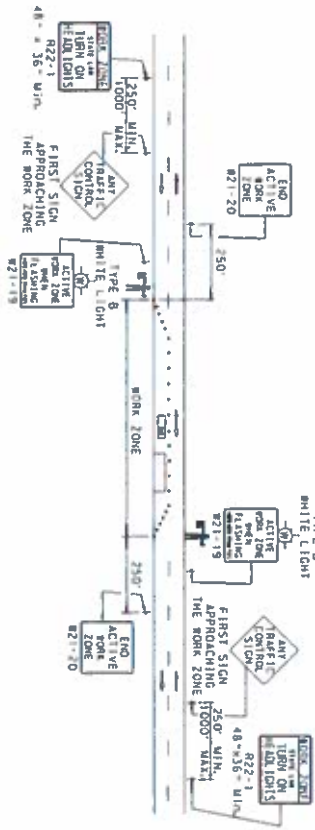 WORK ZONE
STATE LAW
TURN ON
HEADLIGHTS
R22-1
48" x 36" Min.
250' MIN.
1000' MAX.
ANY
TRAFFIC
CONTROL
SIGN
FIRST SIGN
APPROACHING
THE WORK ZONE
END
ACTIVE
WORK
ZONE
W21-20
250'
TYPE B
WHITE LIGHT
W
ACTIVE
WORK ZONE
WHEN
FLASHING
W21-19
WORK ZONE
WHITE LIGHT
W
ACTIVE
WORK ZONE
WHEN
FLASHING
W21-19
250'
END
ACTIVE
WORK
ZONE
W21-20
FIRST SIGN
APPROACHING
THE WORK ZONE
ANY
TRAFFIC
CONTROL
SIGN
250' MIN.
1000' MAX.
WORK ZONE
STATE LAW
TURN ON
HEADLIGHTS
R22-1
48" x 36" Min.